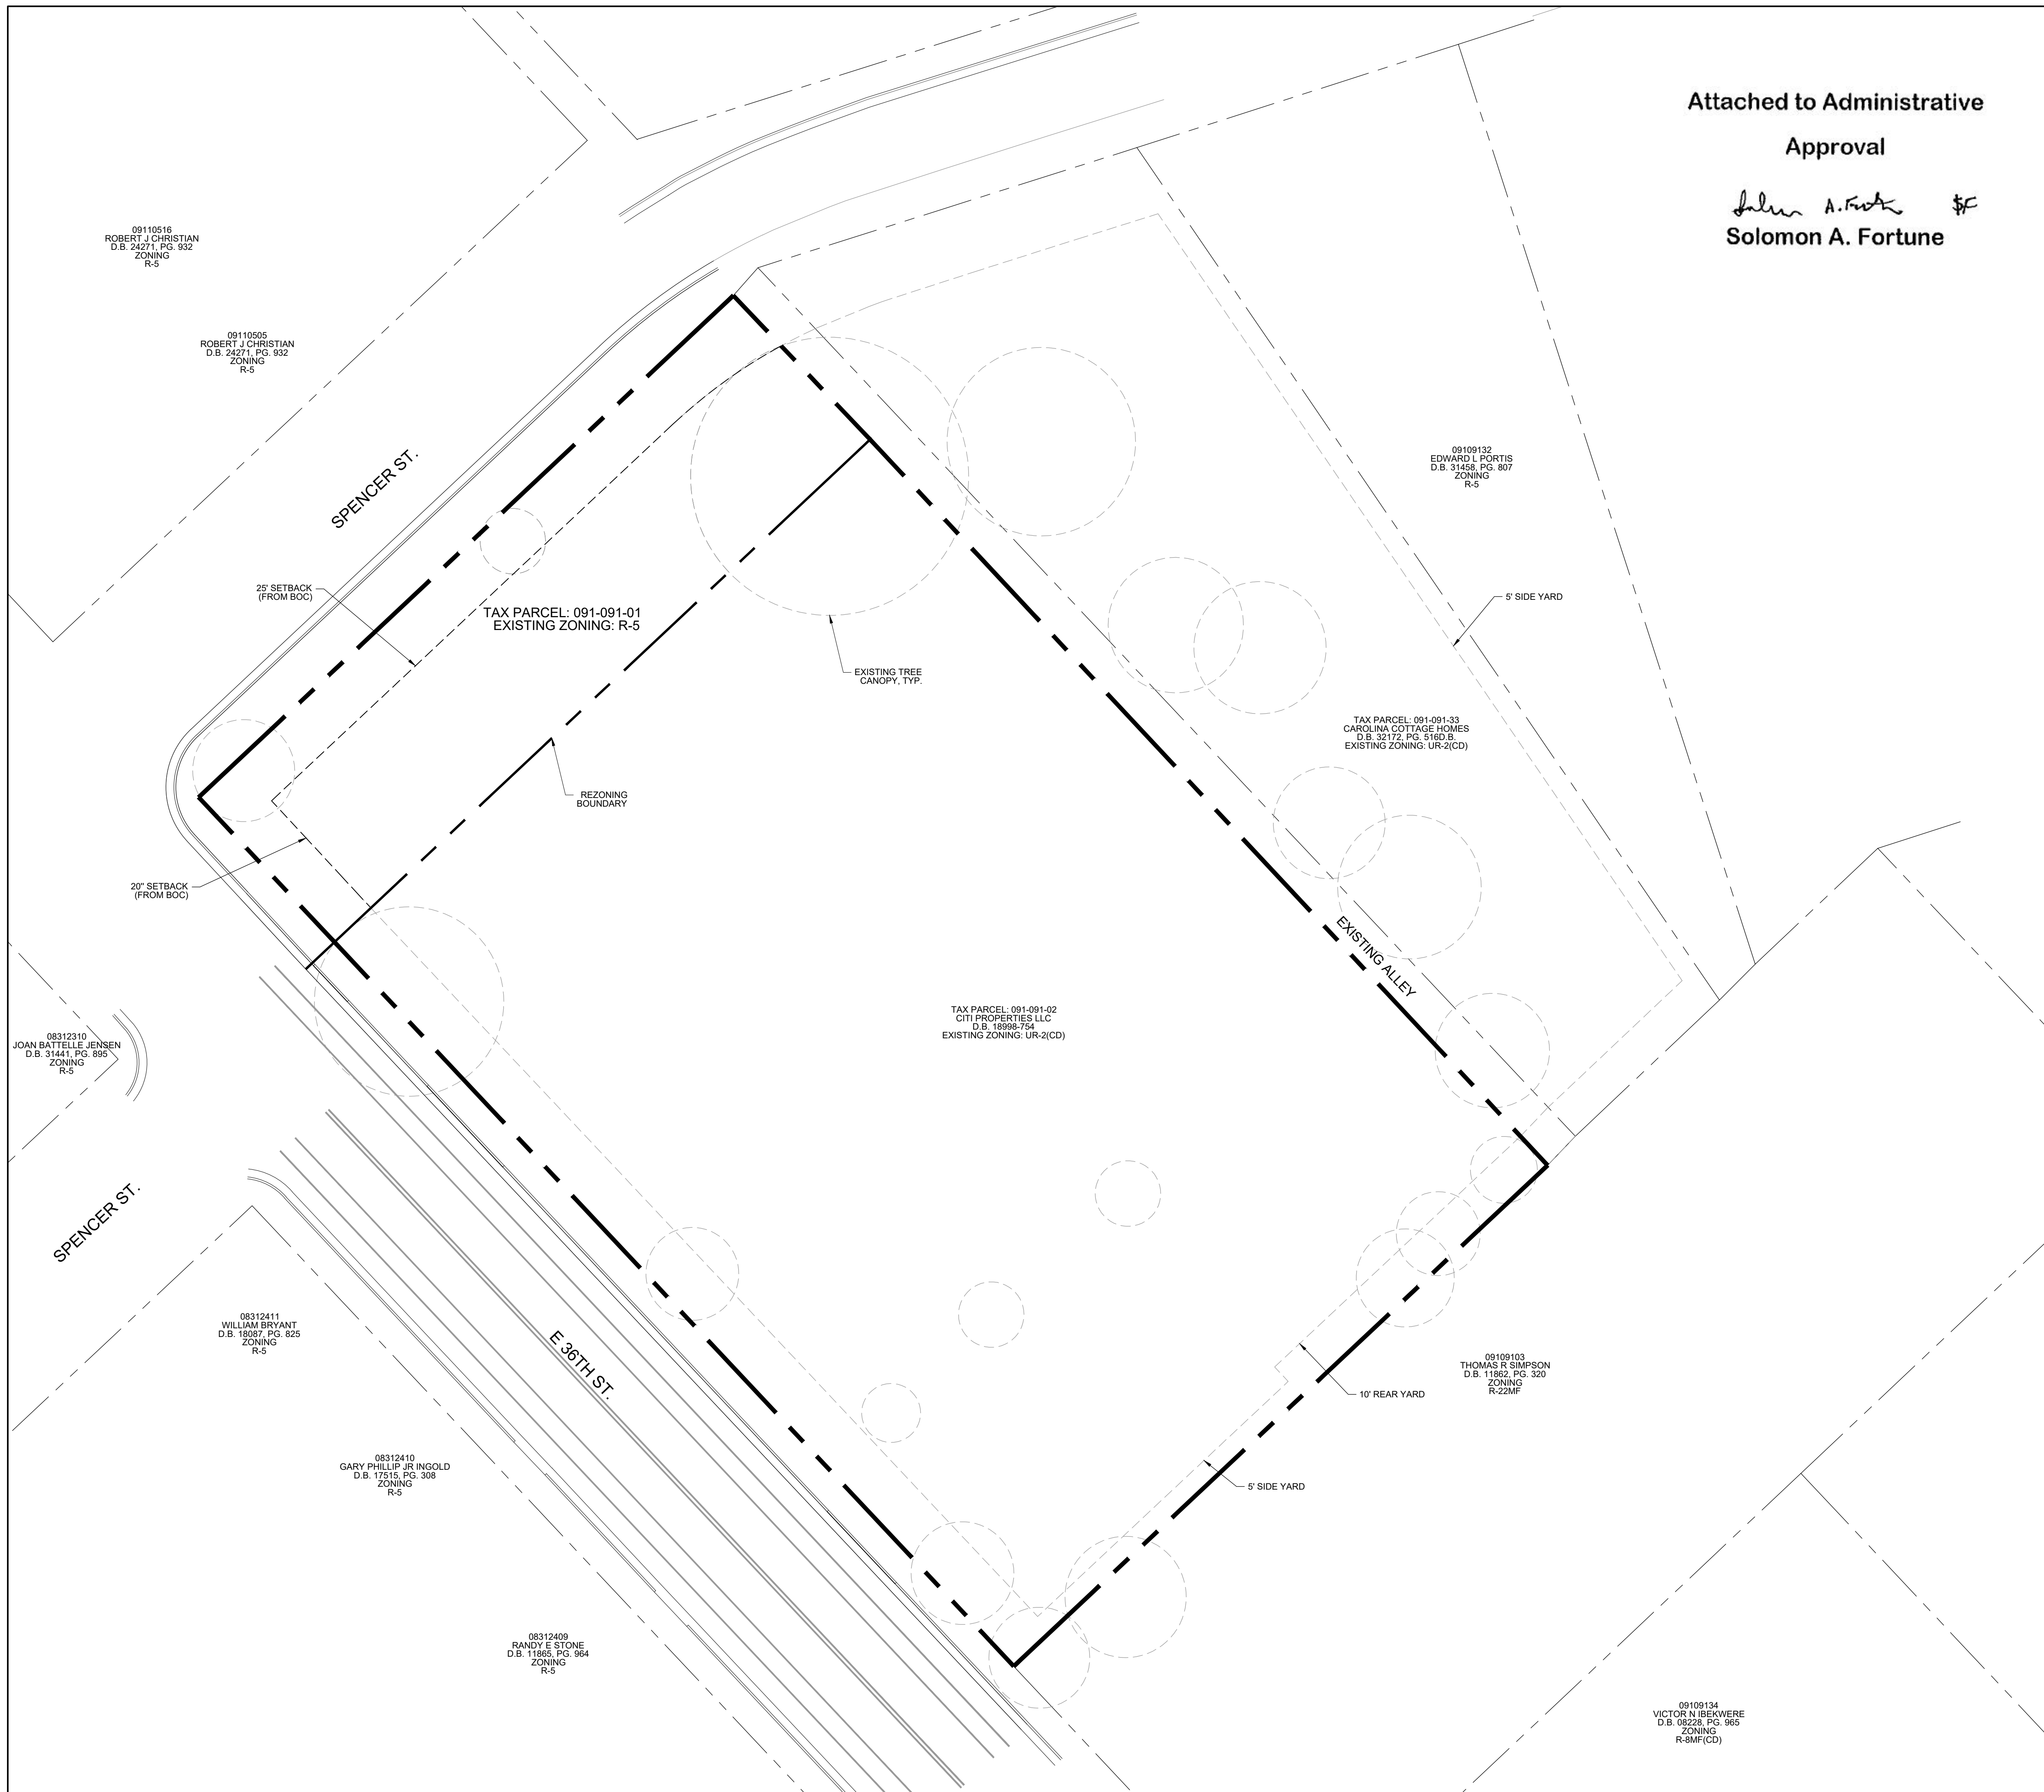 Attached to Administrative
Approval
Solomon A. Fortune
09110516
ROBERT J CHRISTIAN
D.B. 24271, PG. 932
ZONING
R-5
09110505
ROBERT J CHRISTIAN
D.B. 24271, PG. 932
ZONING
R-5
SPENCER ST.
09109132
EDWARD L PORTIS
D.B. 31458, PG. 807
ZONING
R-5
25' SETBACK
(FROM BOC)
TAX PARCEL: 091-091-01
EXISTING ZONING: R-5
5' SIDE YARD
EXISTING TREE
CANOPY, TYP.
TAX PARCEL: 091-091-33
CAROLINA COTTAGE HOMES
D.B. 32172, PG. 516D.B.
EXISTING ZONING: UR-2(CD)
REZONING
BOUNDARY
20" SETBACK
(FROM BOC)
EXISTING ALLEY
TAX PARCEL: 091-091-02
CITI PROPERTIES LLC
D.B. 18998-754
EXISTING ZONING: UR-2(CD)
08312310
JOAN BATTELLE JENSEN
D.B. 31441, PG. 895
ZONING
R-5
SPENCER ST.
08312411
WILLIAM BRYANT
D.B. 18087, PG. 825
ZONING
R-5
E 36TH ST.
09109103
THOMAS R SIMPSON
D.B. 11862, PG. 320
ZONING
R-22MF
10' REAR YARD
08312410
GARY PHILLIP JR INGOLD
D.B. 17515, PG. 308
ZONING
R-5
5' SIDE YARD
08312409
RANDY E STONE
D.B. 11865, PG. 964
ZONING
R-5
09109134
VICTOR N IBEKWERE
D.B. 08228, PG. 965
ZONING
R-8MF(CD)